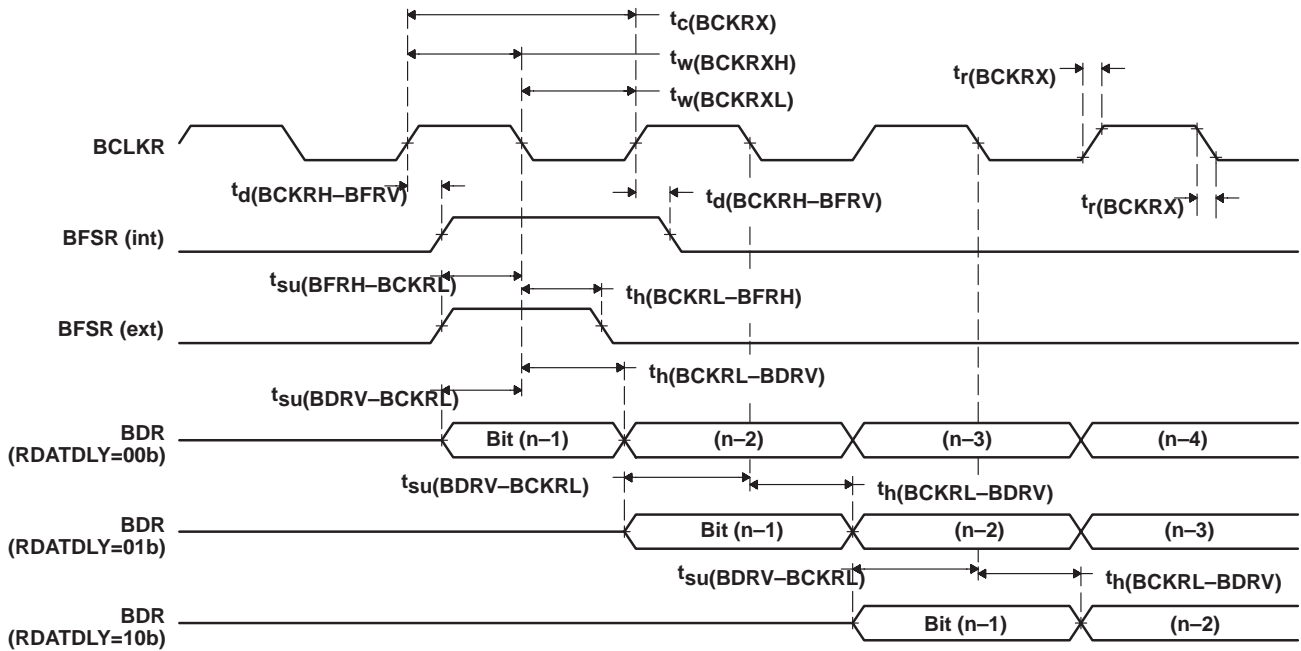 tc(BCKRX)
tw(BCKRXH)
tr(BCKRX)
tw(BCKRXL)
BCLKR
td(BCKRH–BFRV)
td(BCKRH–BFRV)
tr(BCKRX)
BFSR (int)
tsu(BFRH–BCKRL)
th(BCKRL–BFRH)
BFSR (ext)
th(BCKRL–BDRV)
tsu(BDRV–BCKRL)
BDR
(RDATDLY=00b)
Bit (n–1) (n–2) (n–3) (n–4)
tsu(BDRV–BCKRL)
th(BCKRL–BDRV)
BDR
(RDATDLY=01b)
Bit (n–1) (n–2) (n–3)
tsu(BDRV–BCKRL)
th(BCKRL–BDRV)
BDR
(RDATDLY=10b)
Bit (n–1) (n–2)